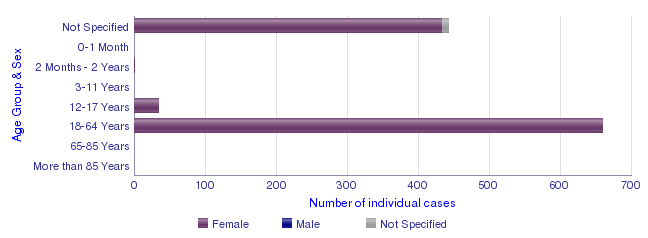 Age Group & Sex
Not Specified
0-1 Month
2 Months - 2 Years
3-11 Years
12-17 Years
18-64 Years
65-85 Years
More than 85 Years
0 100 200 300 400 500 600 700
Number of individual cases
Female Male Not Specified